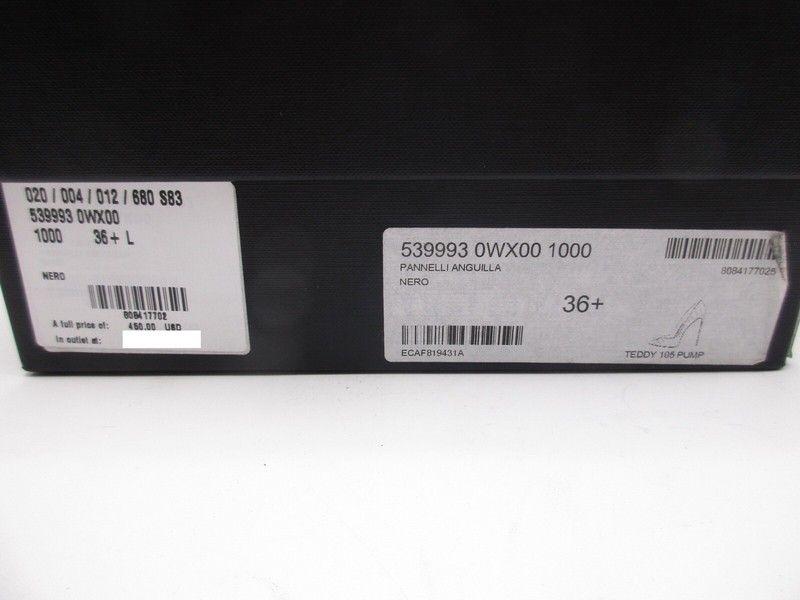 020 / 004 / 012 / 680 S83
539993 0WX00
1000 36+ L
NERO
808417702
A full price of: 450.00 USD
In outlet at:
539993 0WX00 1000
PANNELLI ANGUILLA
NERO
8084177025
36+
ECAF819431A
TEDDY 105 PUMP